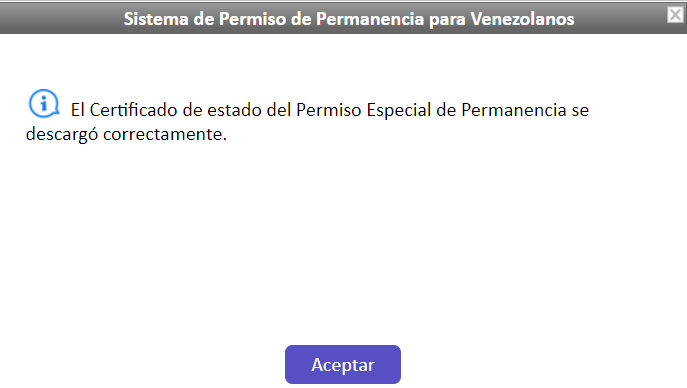 Sistema de Permiso de Permanencia para Venezolanos
El Certificado de estado del Permiso Especial de Permanencia se
descargó correctamente.
Aceptar